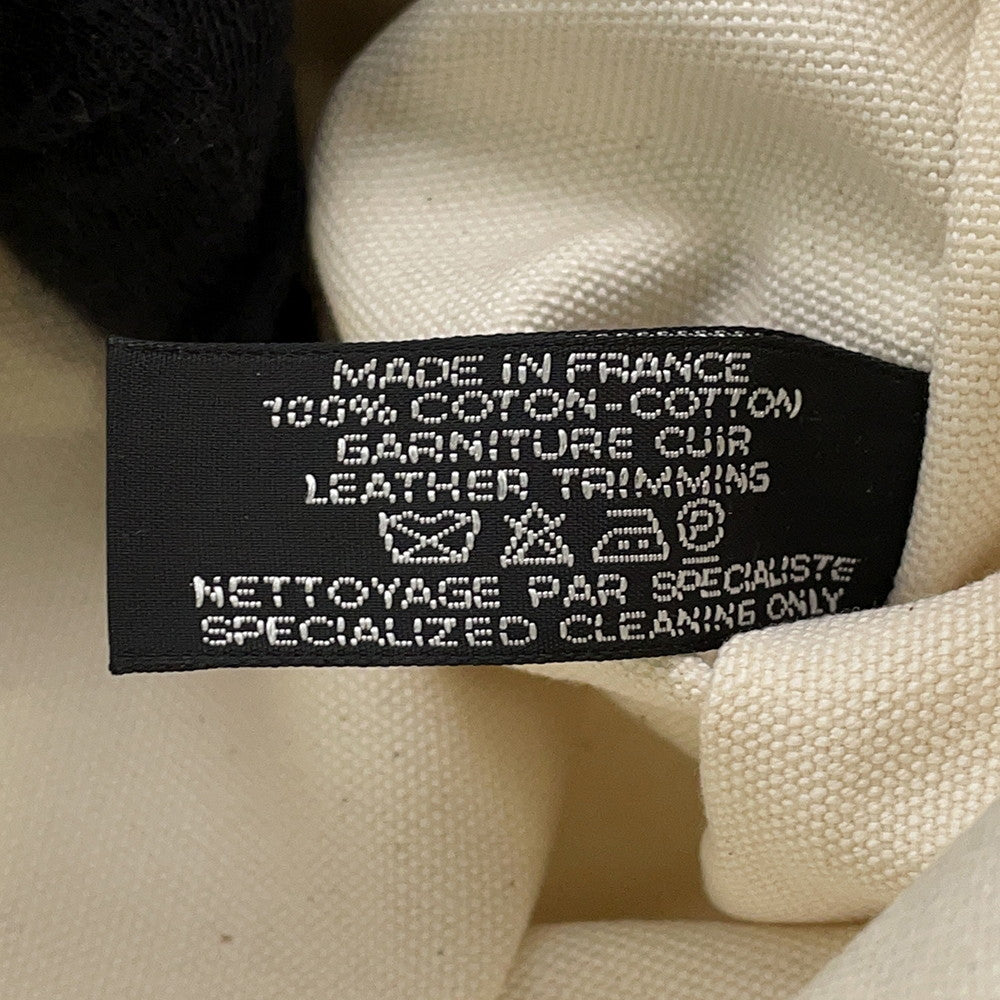 MADE IN FRANCE
100% COTON-COTTON
GARNITURE CUIR
LEATHER TRIMMING
P
NETTOYAGE PAR SPECIALISTE
SPECIALIZED CLEANING ONLY